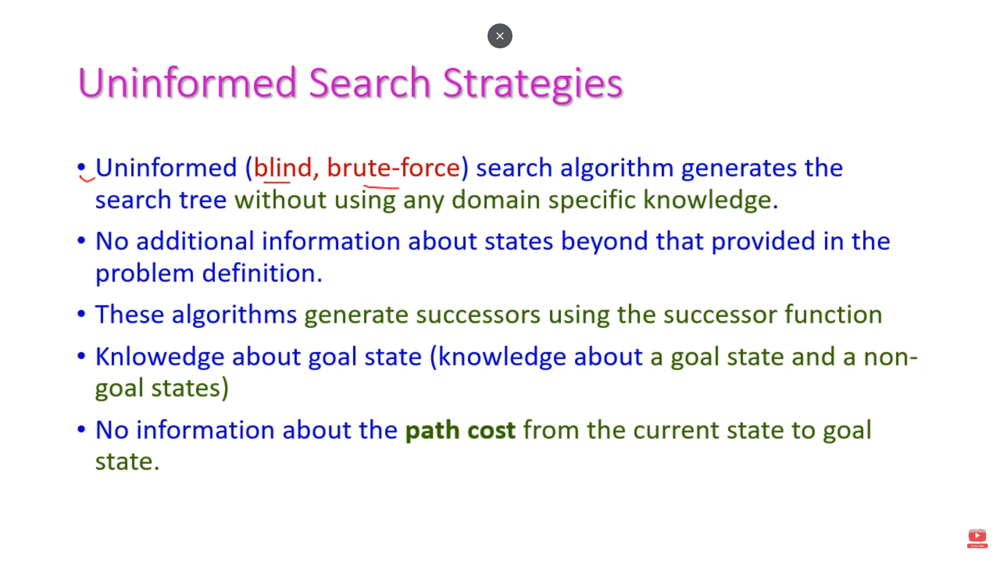 Uninformed Search Strategies
• Uninformed (blind, brute-force) search algorithm generates the
search tree without using any domain specific knowledge.
• No additional information about states beyond that provided in the
problem definition.
• These algorithms generate successors using the successor function
• Knlowedge about goal state (knowledge about a goal state and a non-
goal states)
• No information about the path cost from the current state to goal
state.
Subscribe